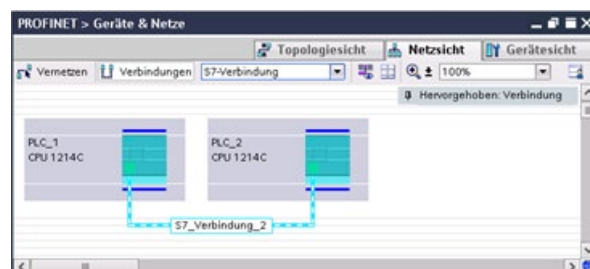 PROFINET > Geräte & Netze
Topologiesicht Netzsicht Gerätesicht
Vernetzen Verbindungen S7-Verbindung 100%
Hervorgehoben: Verbindung
PLC_1
CPU 1214C
PLC_2
CPU 1214C
S7_Verbindung_2